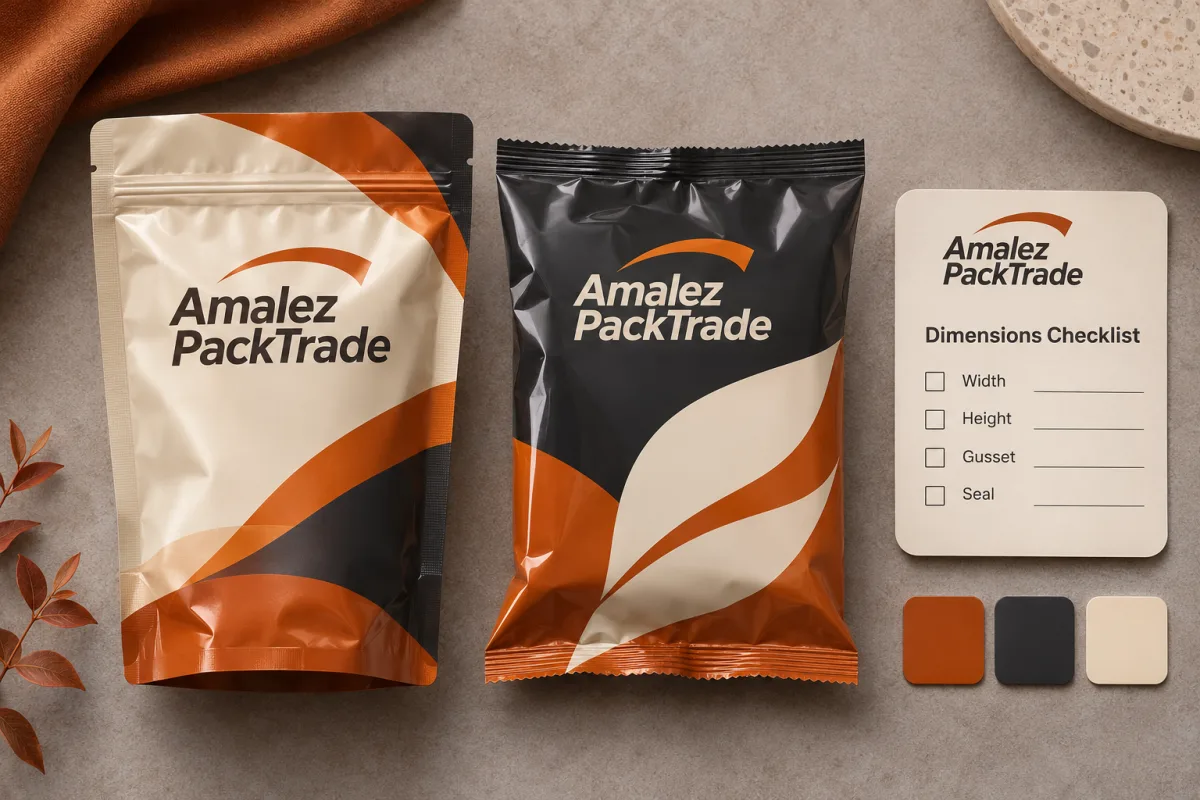 Amalez
PackTrade
Amalez
PackTrade
Amalez
PackTrade
Dimensions Checklist
Width
Height
Gusset
Seal